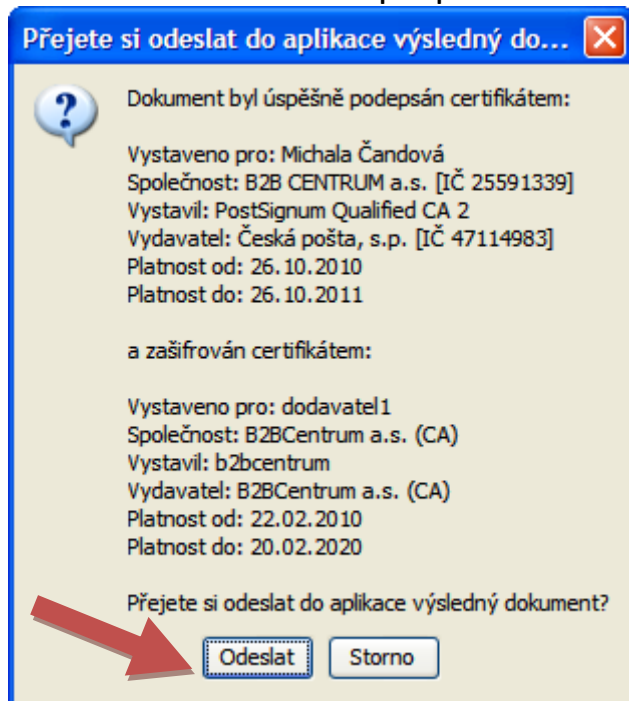 Přejete si odeslat do aplikace výsledný do...
Dokument byl úspěšně podepsán certifikátem:
Vystaveno pro: Michala Čandová
Společnost: B2B CENTRUM a.s. [IČ 25591339]
Vystavil: PostSignum Qualified CA 2
Vydavatel: Česká pošta, s.p. [IČ 47114983]
Platnost od: 26.10.2010
Platnost do: 26.10.2011
a zašifrován certifikátem:
Vystaveno pro: dodavatel1
Společnost: B2BCentrum a.s. (CA)
Vystavil: b2bcentrum
Vydavatel: B2BCentrum a.s. (CA)
Platnost od: 22.02.2010
Platnost do: 20.02.2020
Přejete si odeslat do aplikace výsledný dokument?
Odeslat Storno